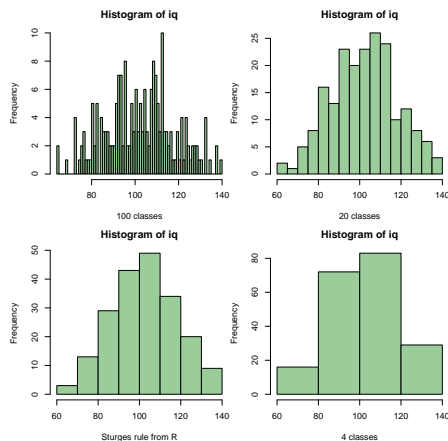 Histogram of iq
Frequency
0 2 4 6 8 10
80 100 120 140
100 classes
Histogram of iq
Frequency
0 5 10 15 20 25
60 80 100 120 140
20 classes
Histogram of iq
Frequency
0 10 20 30 40 50
60 80 100 120 140
Sturges rule from R
Histogram of iq
Frequency
0 20 40 60 80
60 80 100 120 140
4 classes